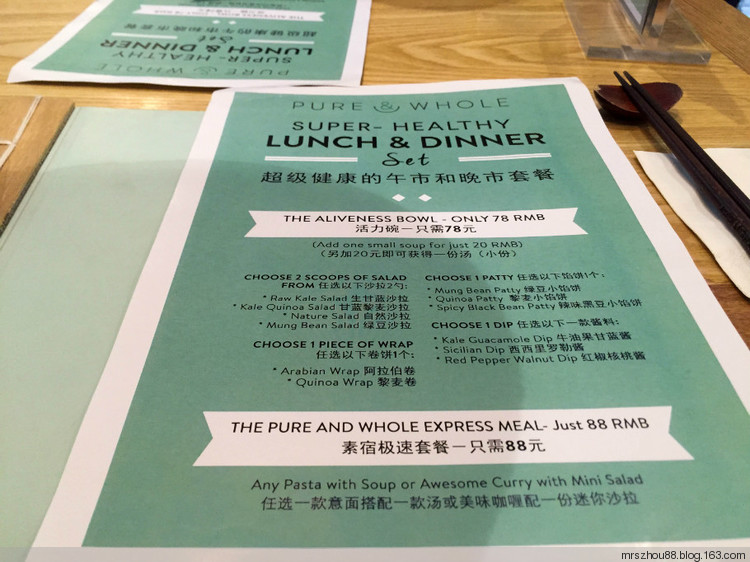 PURE & WHOLE
SUPER- HEALTHY
LUNCH & DINNER
Set
超级健康的午市和晚市套餐
PURE & WHOLE
SUPER- HEALTHY
LUNCH & DINNER
Set
超级健康的午市和晚市套餐
THE ALIVENESS BOWL - ONLY 78 RMB
活力碗－只需78元
(Add one small soup for just 20 RMB)
（另加20元即可获得一份汤（小份）
CHOOSE 2 SCOOPS OF SALAD
FROM 任选以下沙拉2勺:
* Raw Kale Salad 生甘蓝沙拉
* Kale Quinoa Salad 甘蓝藜麦沙拉
* Nature Salad 自然沙拉
* Mung Bean Salad 绿豆沙拉
CHOOSE 1 PIECE OF WRAP
任选以下卷饼1个:
* Arabian Wrap 阿拉伯卷
* Quinoa Wrap 藜麦卷
CHOOSE 1 PATTY 任选以下馅饼1个:
* Mung Bean Patty 绿豆小馅饼
* Quinoa Patty 藜麦小馅饼
* Spicy Black Bean Patty 辣味黑豆小馅饼
CHOOSE 1 DIP 任选以下一款酱料:
* Kale Guacamole Dip 牛油果甘蓝酱
* Sicilian Dip 西西里罗勒酱
* Red Pepper Walnut Dip 红椒核桃酱
THE PURE AND WHOLE EXPRESS MEAL- Just 88 RMB
素宿极速套餐－只需88元
Any Pasta with Soup or Awesome Curry with Mini Salad
任选一款意面搭配一款汤或美味咖喱配一份迷你沙拉
mrszhou88.blog.163.com